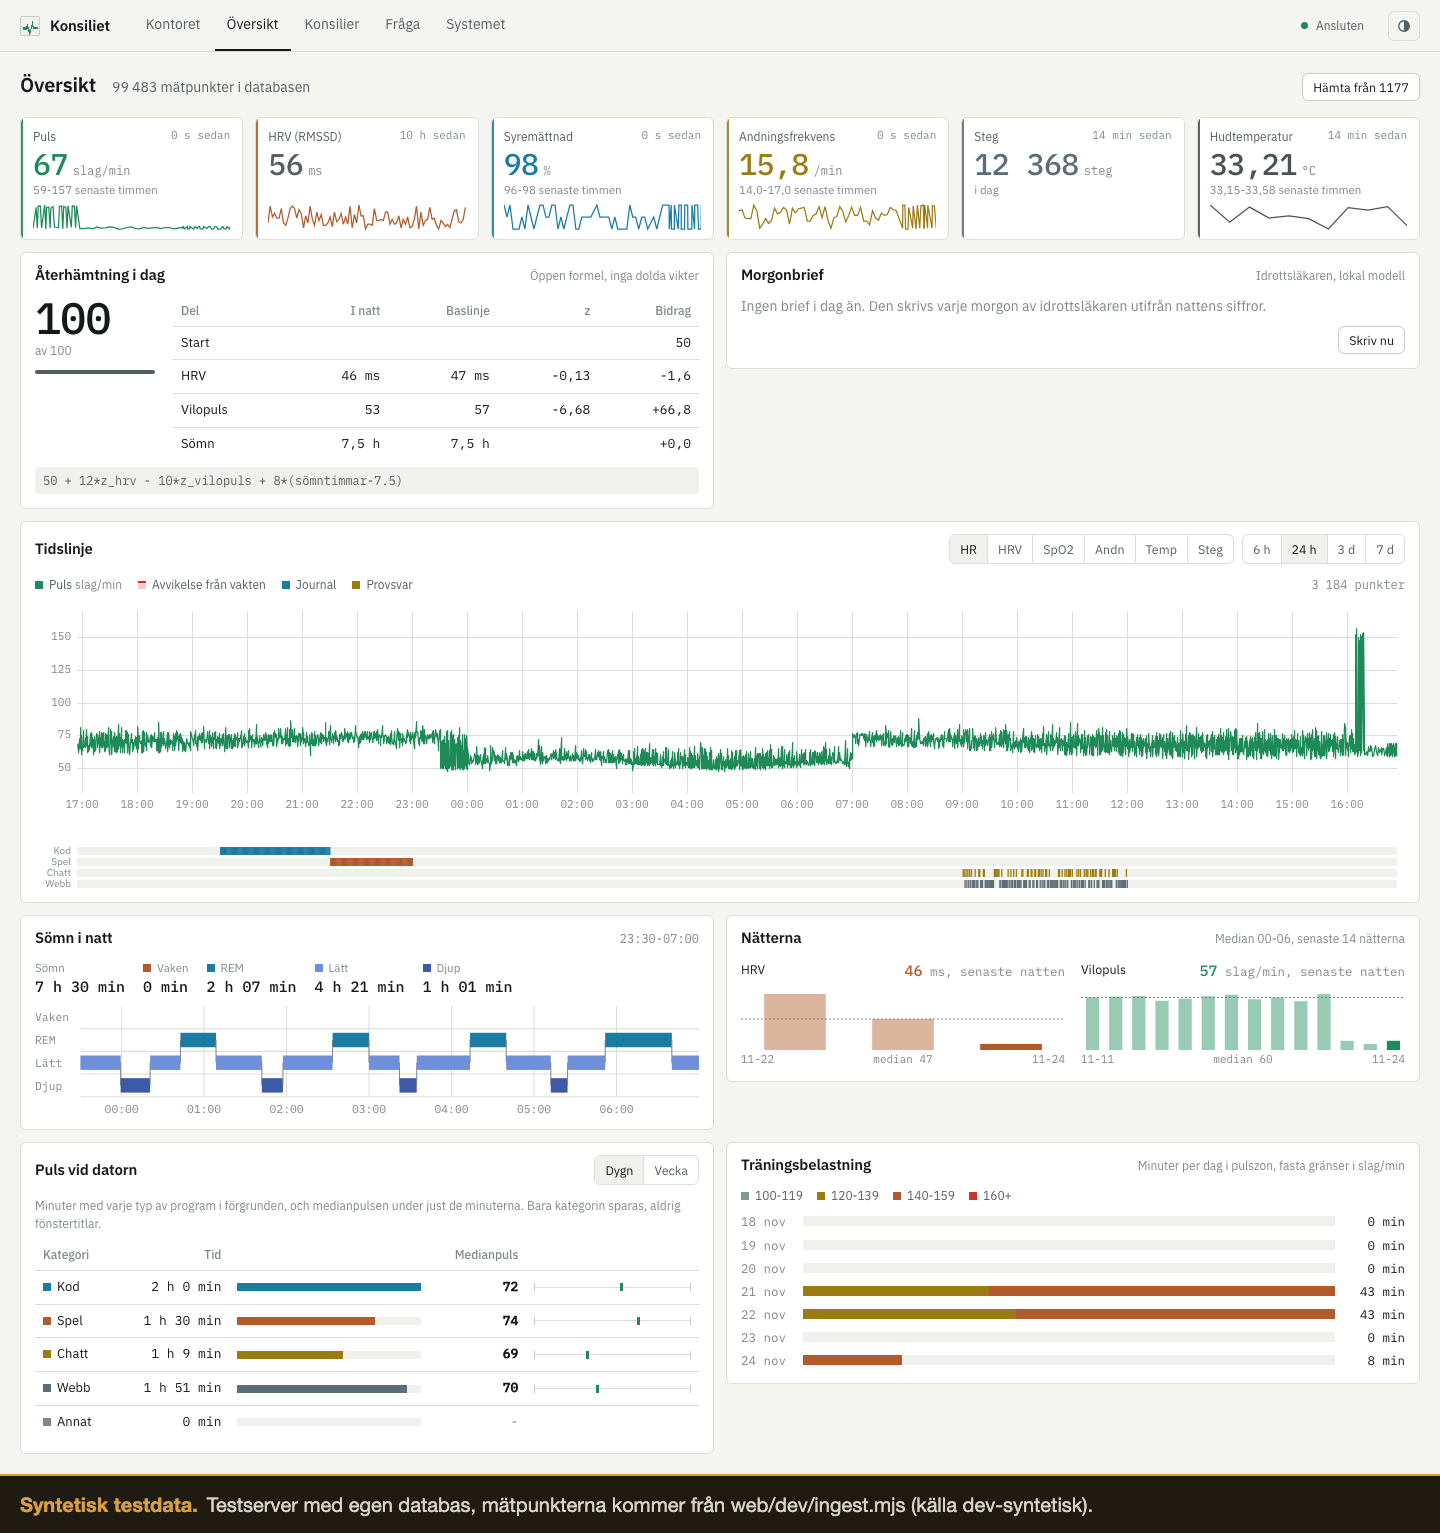 Konsiliet Kontoret Översikt Konsilier Fråga Systemet Ansluten
Översikt 99 483 mätpunkter i databasen Hämta från 1177
Puls 0 s sedan
67 slag/min
59-157 senaste timmen
HRV (RMSSD) 10 h sedan
56 ms
Syremättnad 0 s sedan
98 %
96-98 senaste timmen
Andningsfrekvens 0 s sedan
15,8 /min
14,0-17,0 senaste timmen
Steg 14 min sedan
12 368 steg
i dag
Hudtemperatur 14 min sedan
33,21 °C
33,15-33,58 senaste timmen
Återhämtning i dag Öppen formel, inga dolda vikter
100
av 100
Del I natt Baslinje z Bidrag
Start 50
HRV 46 ms 47 ms -0,13 -1,6
Vilopuls 53 57 -6,68 +66,8
Sömn 7,5 h 7,5 h +0,0
50 + 12*z_hrv - 10*z_vilopuls + 8*(sömntimmar-7.5)
Morgonbrief Idrottsläkaren, lokal modell
Ingen brief i dag än. Den skrivs varje morgon av idrottsläkaren utifrån nattens siffror.
Skriv nu
Tidslinje HR HRV SpO2 Andn Temp Steg 6 h 24 h 3 d 7 d
Puls slag/min Avvikelse från vakten Journal Provsvar 3 184 punkter
150
125
100
75
50
17:00 18:00 19:00 20:00 21:00 22:00 23:00 00:00 01:00 02:00 03:00 04:00 05:00 06:00 07:00 08:00 09:00 10:00 11:00 12:00 13:00 14:00 15:00 16:00
Kod
Spel
Chatt
Webb
Sömn i natt 23:30-07:00
Sömn Vaken REM Lätt Djup
7 h 30 min 0 min 2 h 07 min 4 h 21 min 1 h 01 min
Vaken
REM
Lätt
Djup
00:00 01:00 02:00 03:00 04:00 05:00 06:00
Nätterna Median 00-06, senaste 14 nätterna
HRV 46 ms, senaste natten
11-22 median 47 11-24
Vilopuls 57 slag/min, senaste natten
11-11 median 60 11-24
Puls vid datorn Dygn Vecka
Minuter med varje typ av program i förgrunden, och medianpulsen under just de minuterna. Bara kategorin sparas, aldrig
fönstertitlar.
Kategori Tid Medianpuls
Kod 2 h 0 min 72
Spel 1 h 30 min 74
Chatt 1 h 9 min 69
Webb 1 h 51 min 70
Annat 0 min -
Träningsbelastning Minuter per dag i pulszon, fasta gränser i slag/min
100-119 120-139 140-159 160+
18 nov 0 min
19 nov 0 min
20 nov 0 min
21 nov 43 min
22 nov 43 min
23 nov 0 min
24 nov 8 min
Syntetisk testdata. Testserver med egen databas, mätpunkterna kommer från web/dev/ingest.mjs (källa dev-syntetisk).